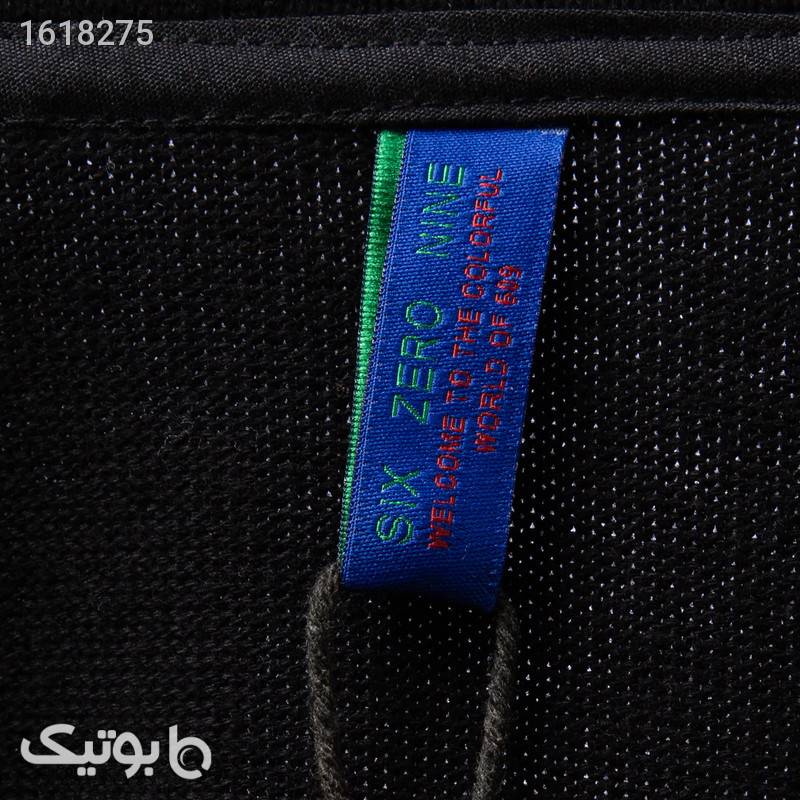 1618275
SIX ZERO NINE
WELCOME TO THE COLORFUL
WORLD OF 609
بوتیک